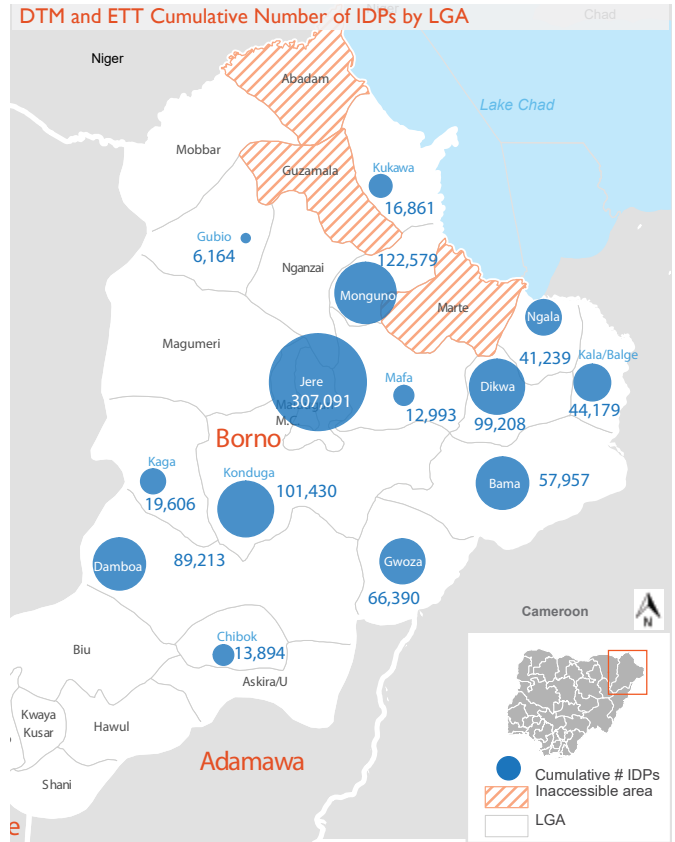 DTM and ETT Cumulative Number of IDPs by LGA
Niger
Chad
Niger
Abadam
Lake Chad
Mobbar
Guzamala
Kukawa
16,861
Gubio
6,164
Nganzai
122,579
Monguno
Marte
Ngala
Magumeri
41,239
Kala/Balge
Jere
307,091
Mafa
12,993
Dikwa
99,208
44,179
M.C.
Borno
Kaga
19,606
Konduga
101,430
Bama
57,957
Damboa
89,213
Gwoza
66,390
Cameroon
N
Chibok
13,894
Biu
Askira/U
Kwaya
Kusar
Hawul
Adamawa
Shani
Cumulative # IDPs
Inaccessible area
LGA
e